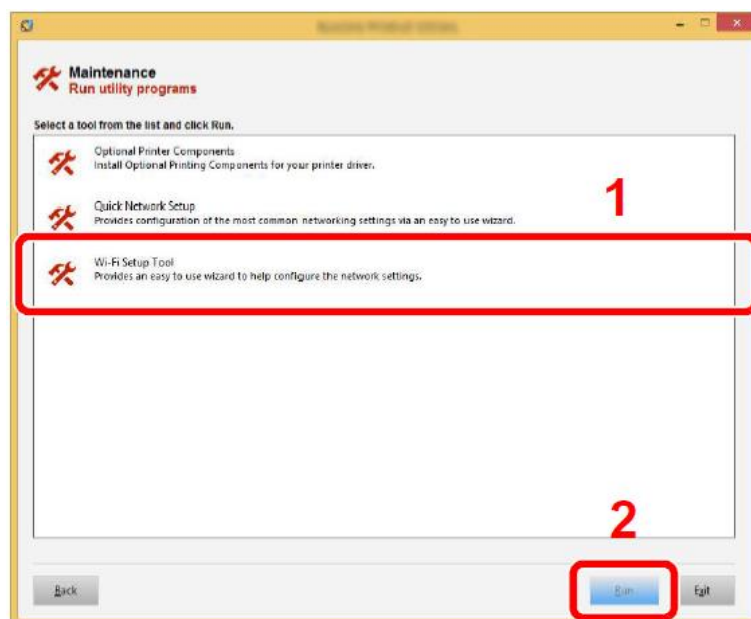 Maintenance
Run utility programs
Select a tool from the list and click Run.
Optional Printer Components
Install Optional Printing Components for your printer driver.
1
Quick Network Setup
Provides configuration of the most common networking settings via an easy to use wizard.
Wi-Fi Setup Tool
Provides an easy to use wizard to help configure the network settings.
2
Back
Run
Exit